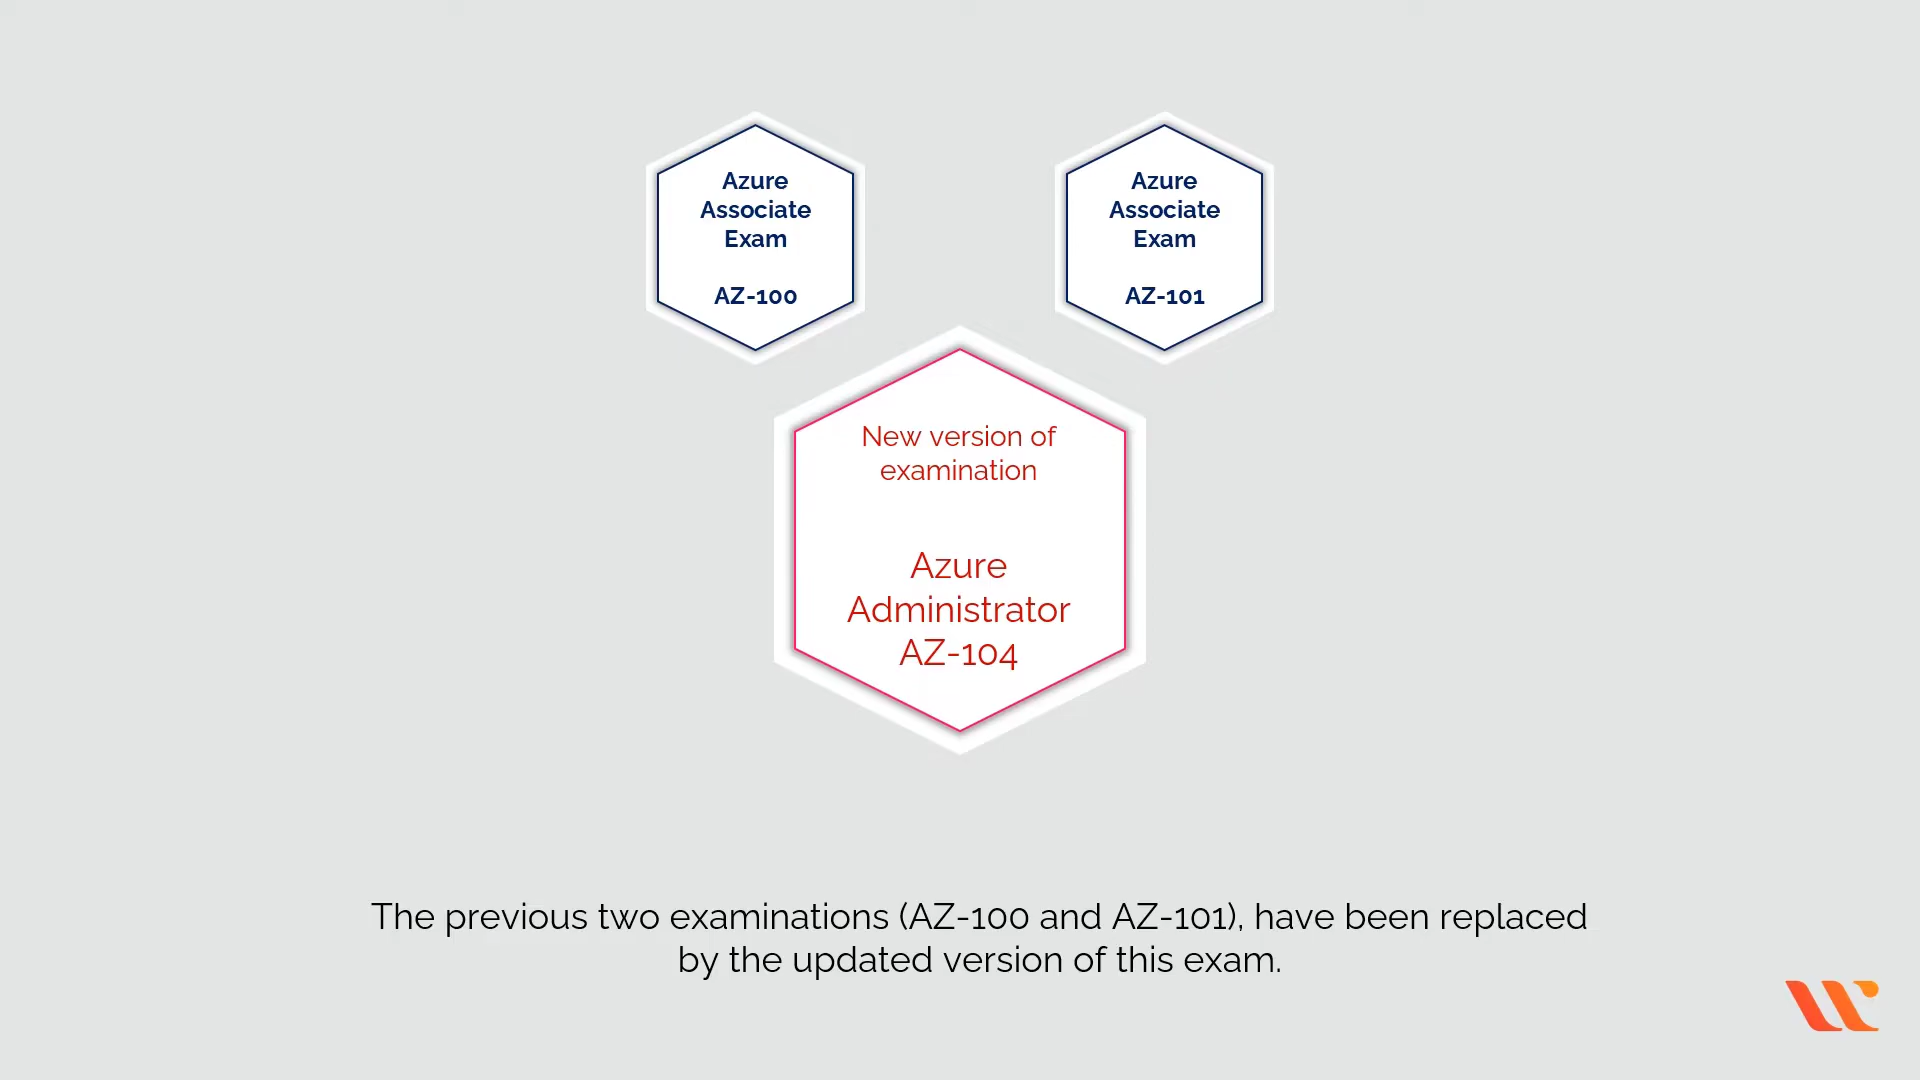 Azure
Associate
Exam
AZ-100
Azure
Associate
Exam
AZ-101
New version of
examination
Azure
Administrator
AZ-104
The previous two examinations (AZ-100 and AZ-101), have been replaced
by the updated version of this exam.